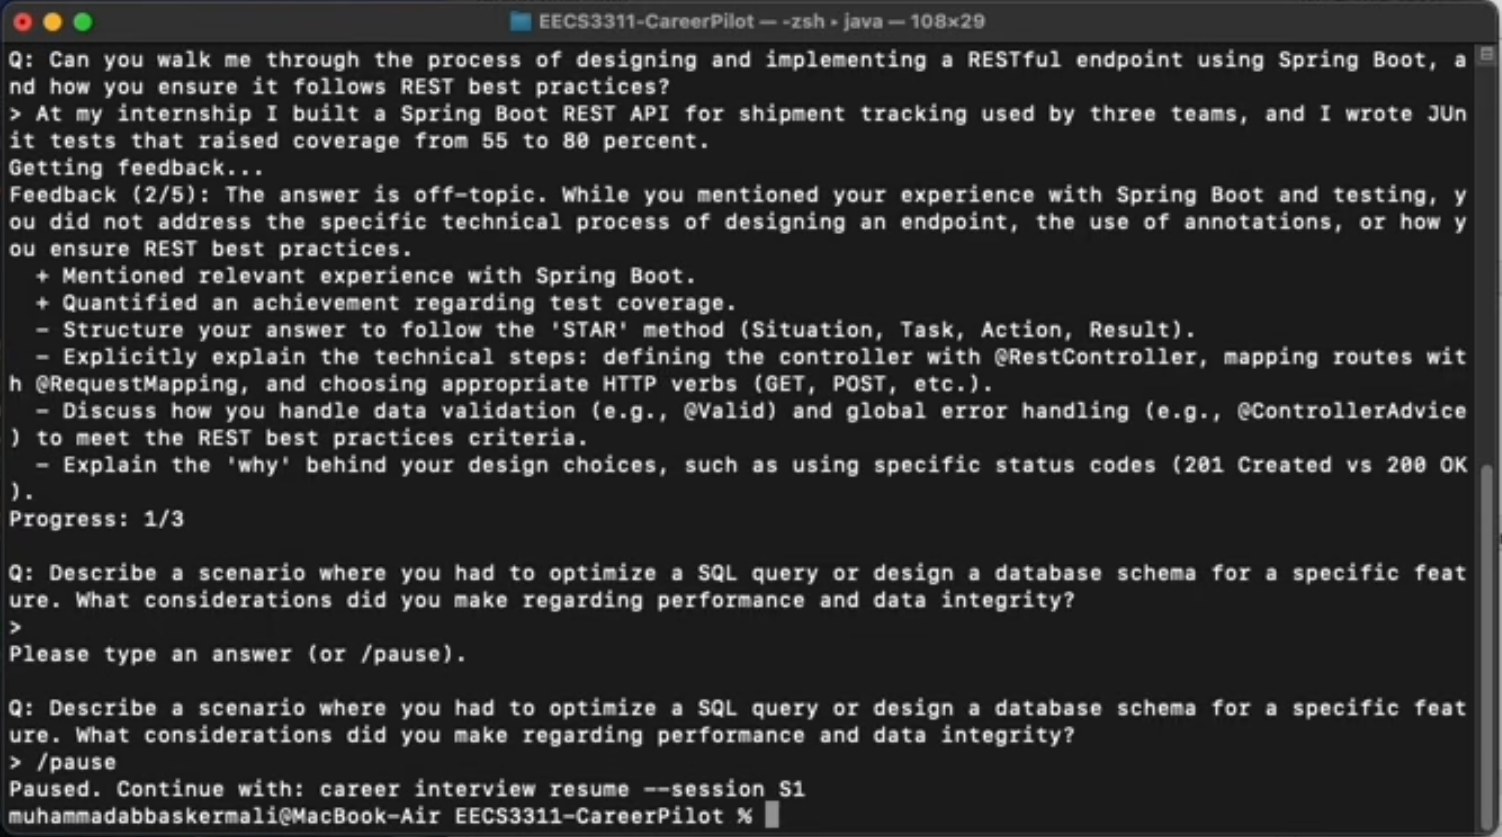 EECS3311-CareerPilot — -zsh ▸ java — 108×29
Q: Can you walk me through the process of designing and implementing a RESTful endpoint using Spring Boot, a
nd how you ensure it follows REST best practices?
> At my internship I built a Spring Boot REST API for shipment tracking used by three teams, and I wrote JUn
it tests that raised coverage from 55 to 80 percent.
Getting feedback...
Feedback (2/5): The answer is off-topic. While you mentioned your experience with Spring Boot and testing, y
ou did not address the specific technical process of designing an endpoint, the use of annotations, or how y
ou ensure REST best practices.
  + Mentioned relevant experience with Spring Boot.
  + Quantified an achievement regarding test coverage.
  - Structure your answer to follow the 'STAR' method (Situation, Task, Action, Result).
  - Explicitly explain the technical steps: defining the controller with @RestController, mapping routes wit
h @RequestMapping, and choosing appropriate HTTP verbs (GET, POST, etc.).
  - Discuss how you handle data validation (e.g., @Valid) and global error handling (e.g., @ControllerAdvice
) to meet the REST best practices criteria.
  - Explain the 'why' behind your design choices, such as using specific status codes (201 Created vs 200 OK
).
Progress: 1/3
Q: Describe a scenario where you had to optimize a SQL query or design a database schema for a specific feat
ure. What considerations did you make regarding performance and data integrity?
>
Please type an answer (or /pause).
Q: Describe a scenario where you had to optimize a SQL query or design a database schema for a specific feat
ure. What considerations did you make regarding performance and data integrity?
> /pause
Paused. Continue with: career interview resume --session S1
muhammadabbaskermali@MacBook-Air EECS3311-CareerPilot %